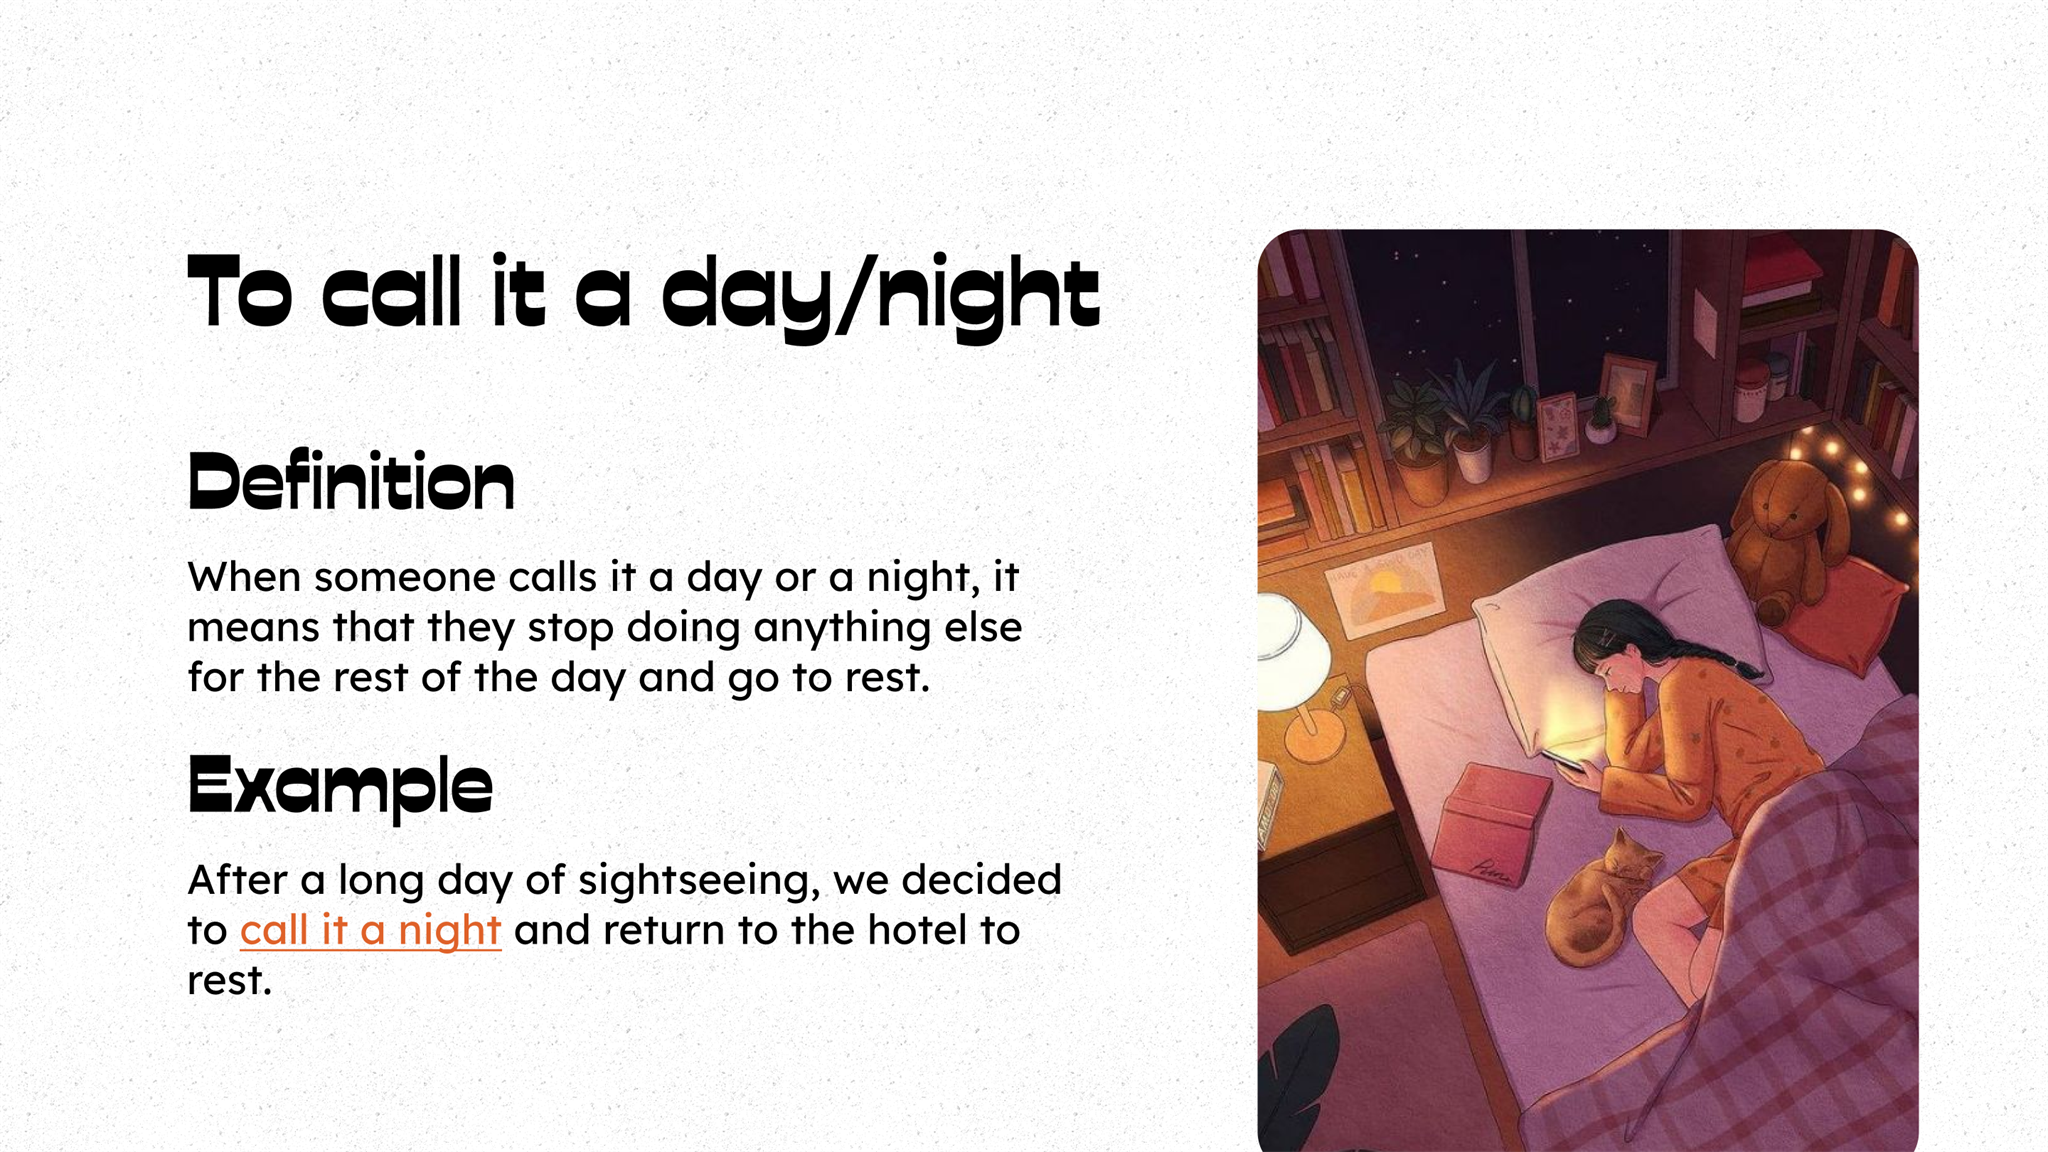 To call it a day/night
Definition
When someone calls it a day or a night, it
means that they stop doing anything else
for the rest of the day and go to rest.
Example
After a long day of sightseeing, we decided
to call it a night and return to the hotel to
rest.